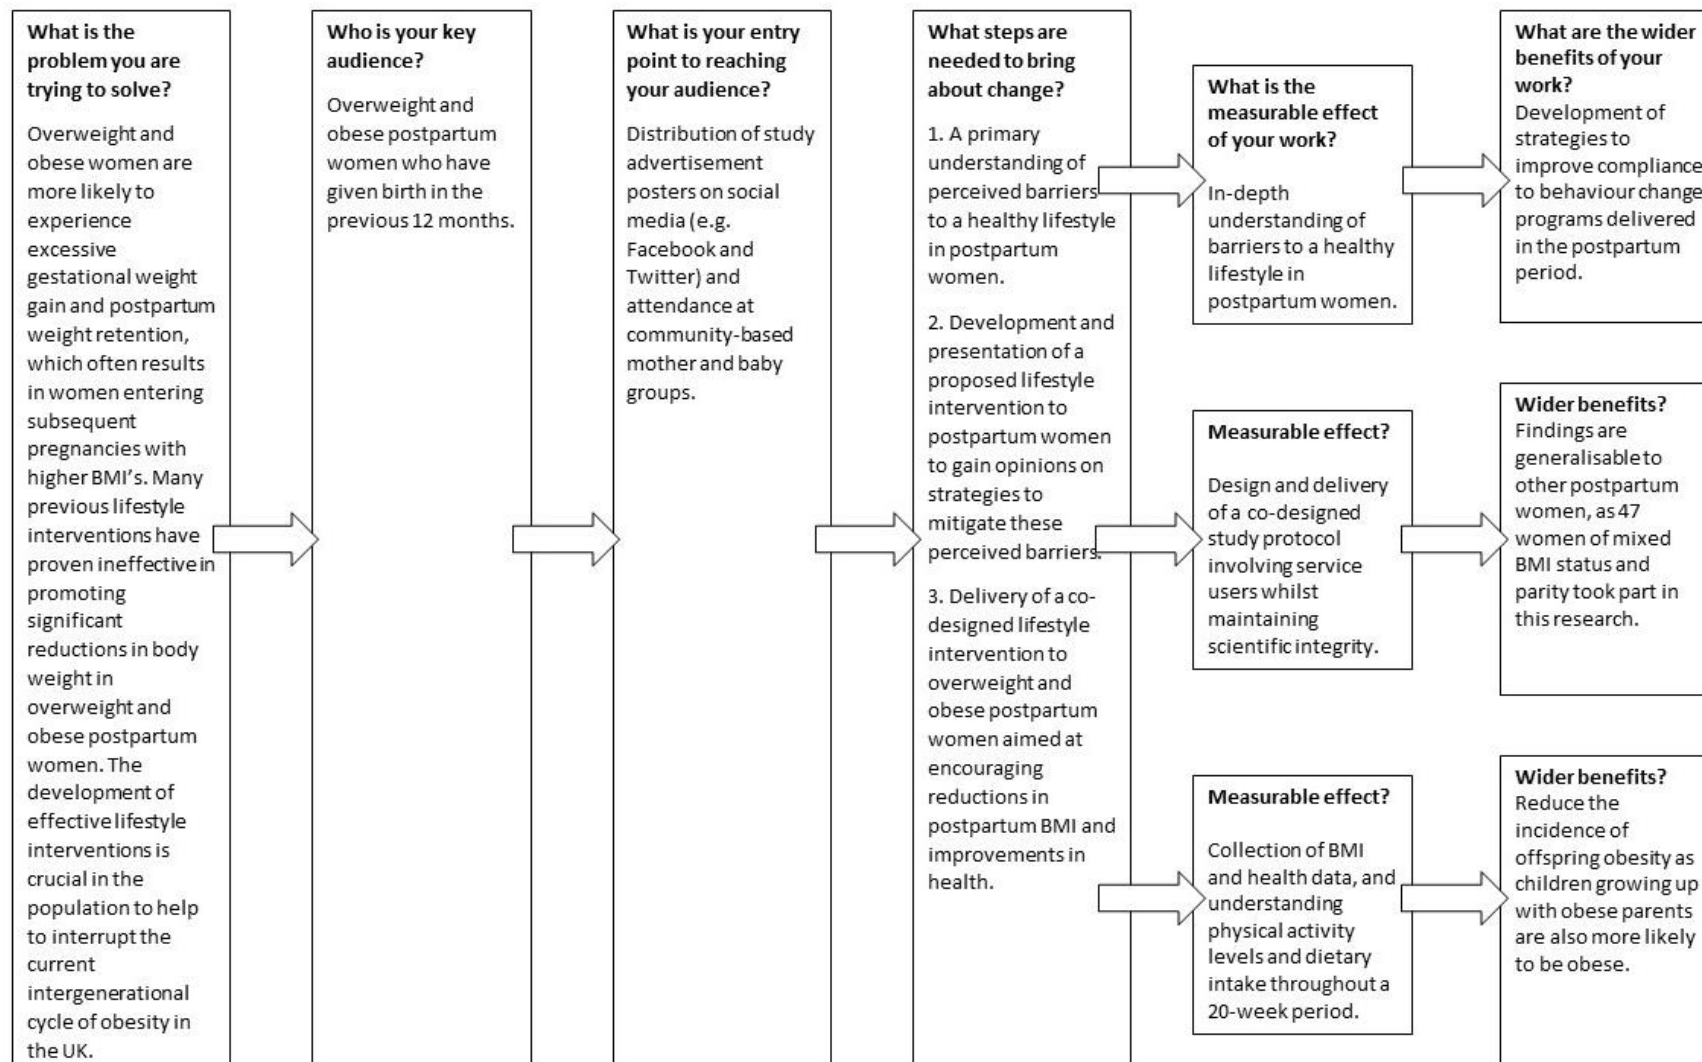 What is the
problem you are
trying to solve?
Overweight and
obese women are
more likely to
experience
excessive
gestational weight
gain and postpartum
weight retention,
which often results
in women entering
subsequent
pregnancies with
higher BMI's. Many
previous lifestyle
interventions have
proven ineffective in
promoting
significant
reductions in body
weight in
overweight and
obese postpartum
women. The
development of
effective lifestyle
interventions is
crucial in the
population to help
to interrupt the
current
intergenerational
cycle of obesity in
the UK.
Who is your key
audience?
Overweight and
obese postpartum
women who have
given birth in the
previous 12 months.
What is your entry
point to reaching
your audience?
Distribution of study
advertisement
posters on social
media (e.g.
Facebook and
Twitter) and
attendance at
community-based
mother and baby
groups.
What steps are
needed to bring
about change?
1. A primary
understanding of
perceived barriers
to a healthy lifestyle
in postpartum
women.
2. Development and
presentation of a
proposed lifestyle
intervention to
postpartum women
to gain opinions on
strategies to
mitigate these
perceived barriers.
3. Delivery of a co-
designed lifestyle
intervention to
overweight and
obese postpartum
women aimed at
encouraging
reductions in
postpartum BMI and
improvements in
health.
What is the
measurable effect
of your work?
In-depth
understanding of
barriers to a healthy
lifestyle in
postpartum women.
Measurable effect?
Design and delivery
of a co-designed
study protocol
involving service
users whilst
maintaining
scientific integrity.
Measurable effect?
Collection of BMI
and health data, and
understanding
physical activity
levels and dietary
intake throughout a
20-week period.
What are the wider
benefits of your
work?
Development of
strategies to
improve compliance
to behaviour change
programs delivered
in the postpartum
period.
Wider benefits?
Findings are
generalisable to
other postpartum
women, as 47
women of mixed
BMI status and
parity took part in
this research.
Wider benefits?
Reduce the
incidence of
offspring obesity as
children growing up
with obese parents
are also more likely
to be obese.